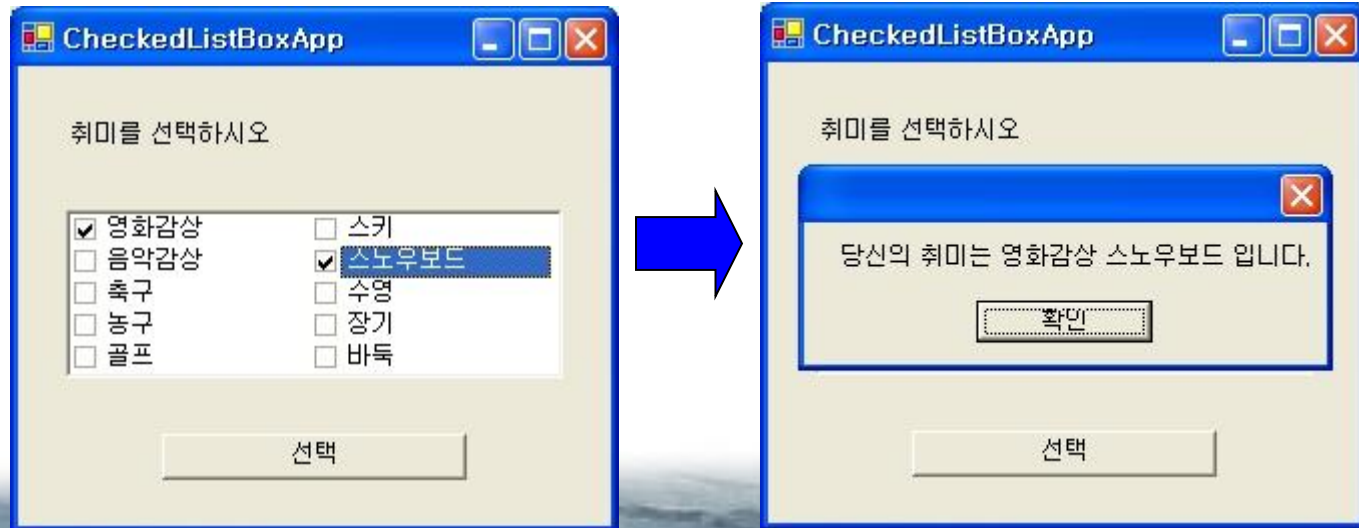 CheckedListBoxApp
취미를 선택하시오
영화감상
음악감상
축구
농구
골프
스키
스노우보드
수영
장기
바둑
선택
CheckedListBoxApp
취미를 선택하시오
당신의 취미는 영화감상 스노우보드 입니다.
확인
선택